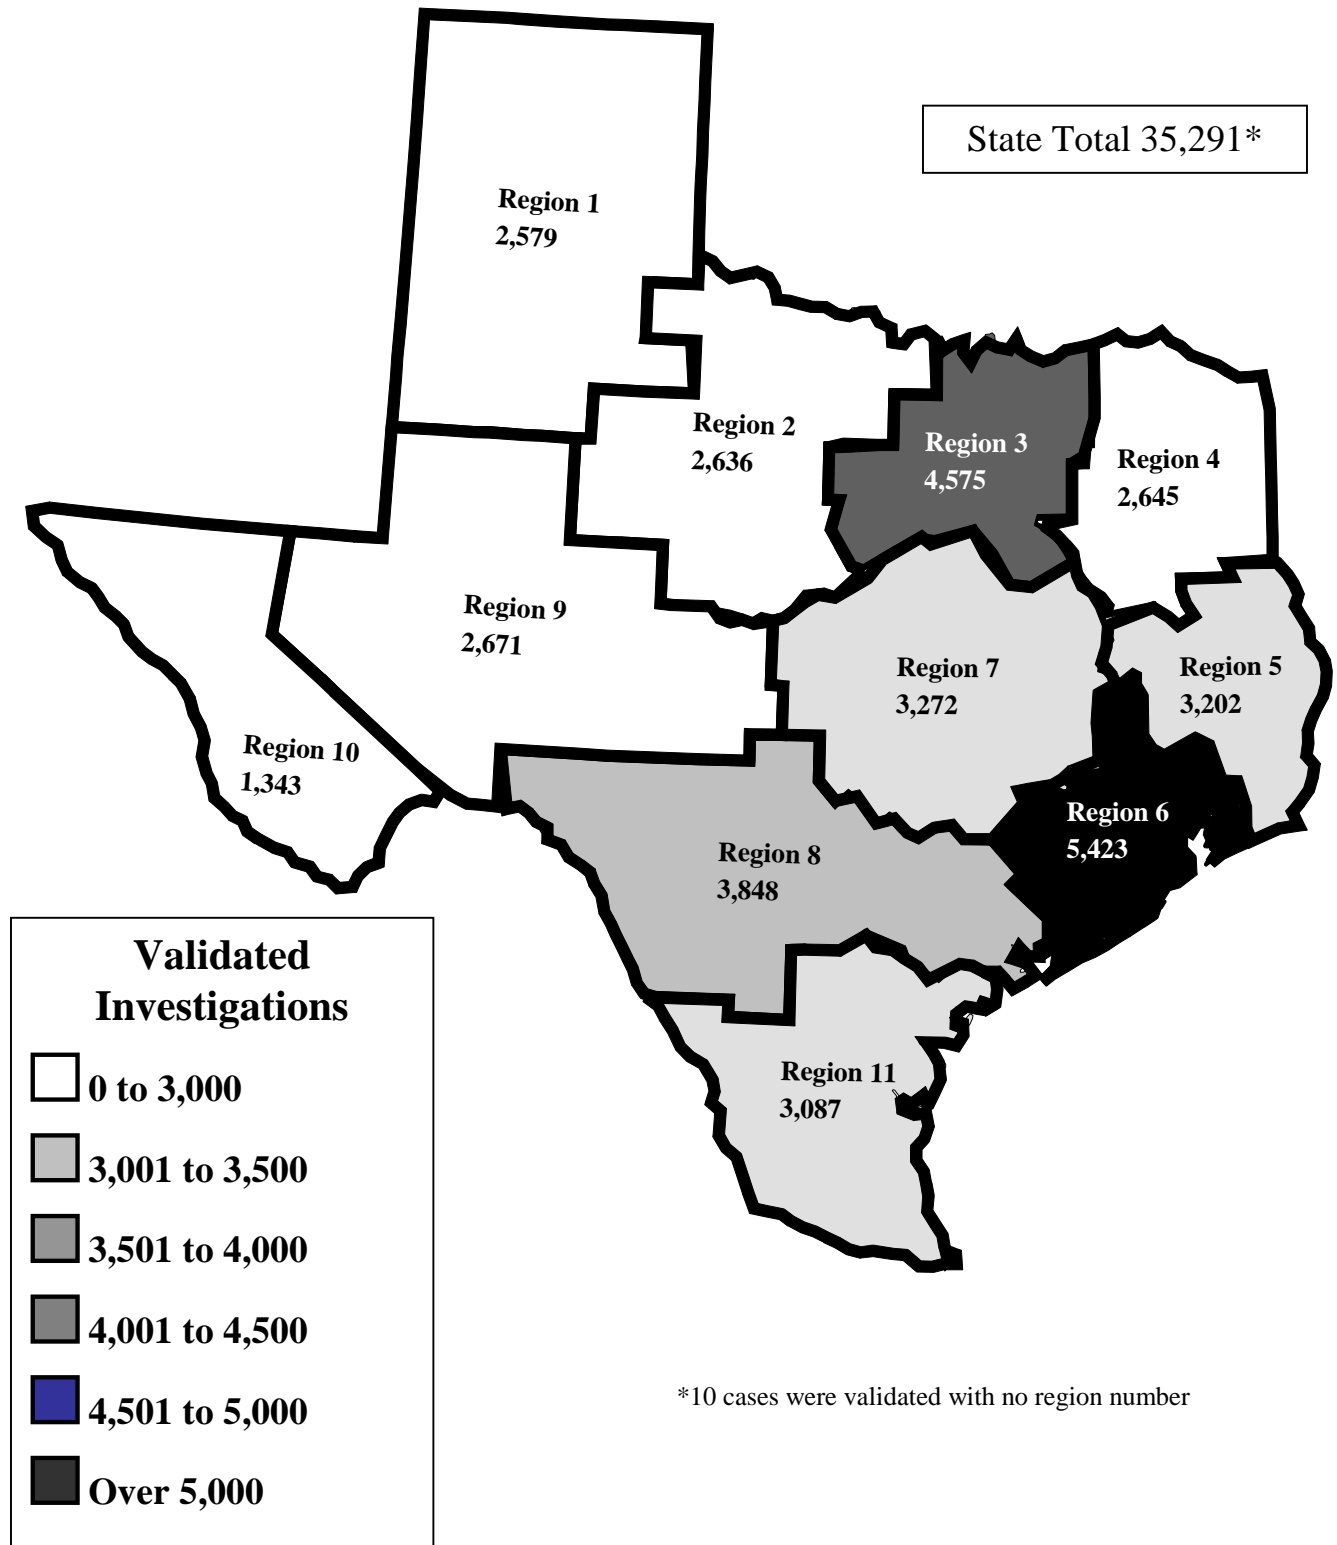 State Total 35,291*
Region 1
2,579
Region 2
2,636
Region 3
4,575
Region 4
2,645
Region 9
2,671
Region 7
3,272
Region 5
3,202
Region 10
1,343
Region 6
5,423
Region 8
3,848
Region 11
3,087
Validated
Investigations
0 to 3,000
3,001 to 3,500
3,501 to 4,000
4,001 to 4,500
4,501 to 5,000
Over 5,000
*10 cases were validated with no region number